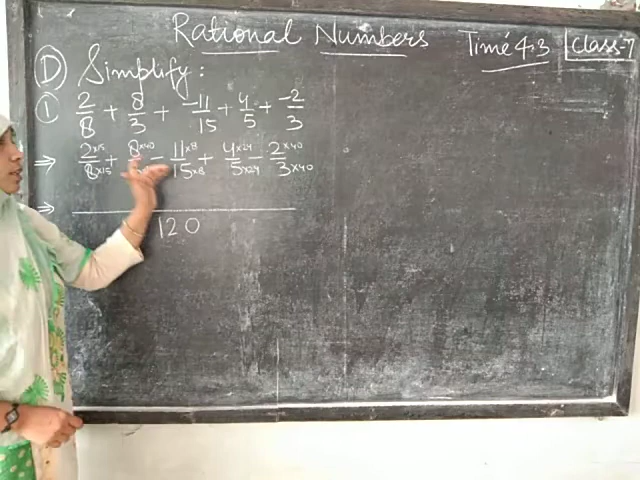 Rational Numbers Time 4.3 Class-7
D Simplify:
① 2/8 + 8/3 + -11/15 + 4/5 + -2/3
⇒ 2×15/8×15 + 8×40/ - 11×8/15×8 + 4×24/5×24 - 2×40/3×40
⇒ 120